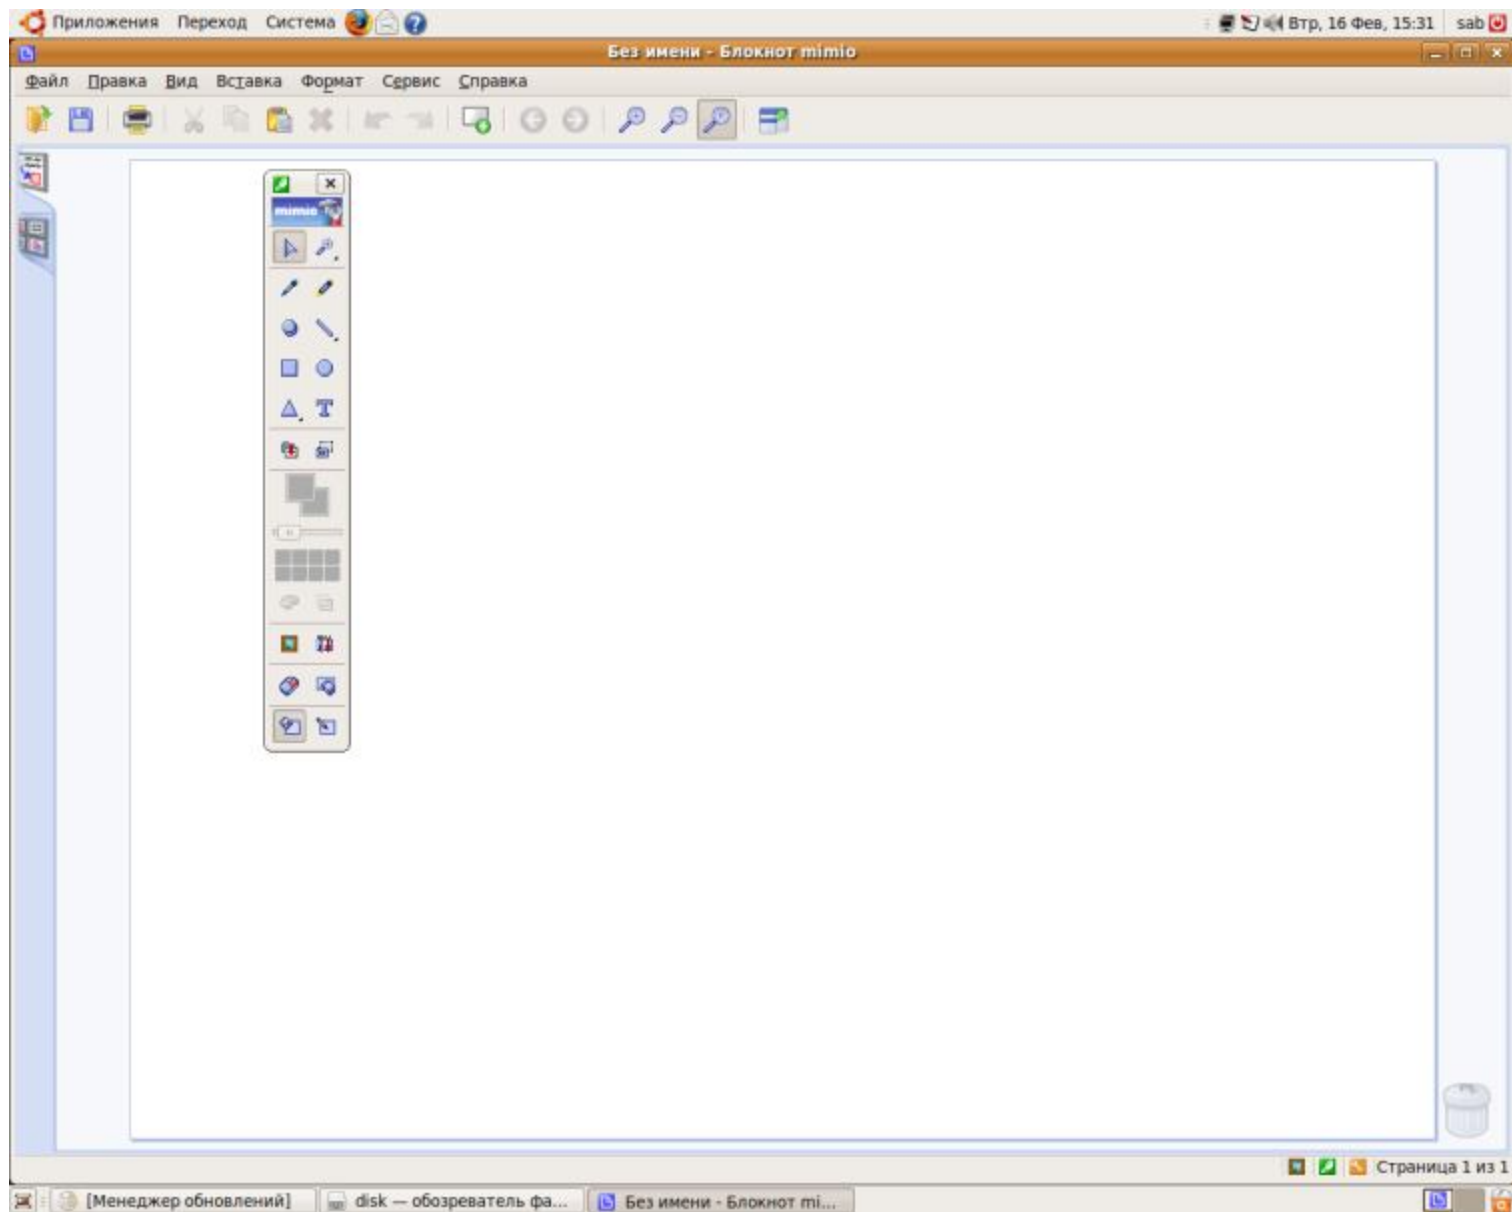 Приложения Переход Система
Втр, 16 Фев, 15:31 sab
Без имени - Блокнот mimio
Файл Правка Вид Вставка Формат Сервис Справка
mimio
T
Страница 1 из 1
[Менеджер обновлений] disk — обозреватель фа... Без имени - Блокнот mi...